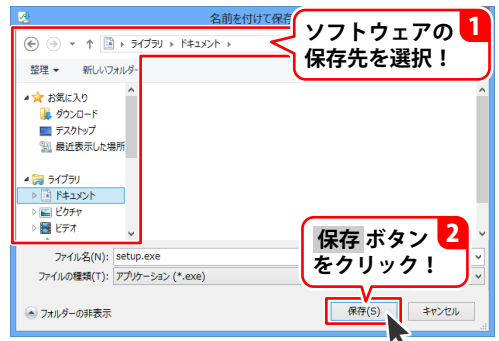 名前を付けて保存
ソフトウェアの
保存先を選択！
1
ライブラリ ▸ ドキュメント ▸
整理 ▼ 新しいフォルダー
お気に入り
ダウンロード
デスクトップ
最近表示した場所
ライブラリ
ドキュメント
ピクチャ
ビデオ
保存 ボタン
をクリック！
2
ファイル名(N): setup.exe
ファイルの種類(T): アプリケーション (*.exe)
フォルダーの非表示
保存(S)
キャンセル